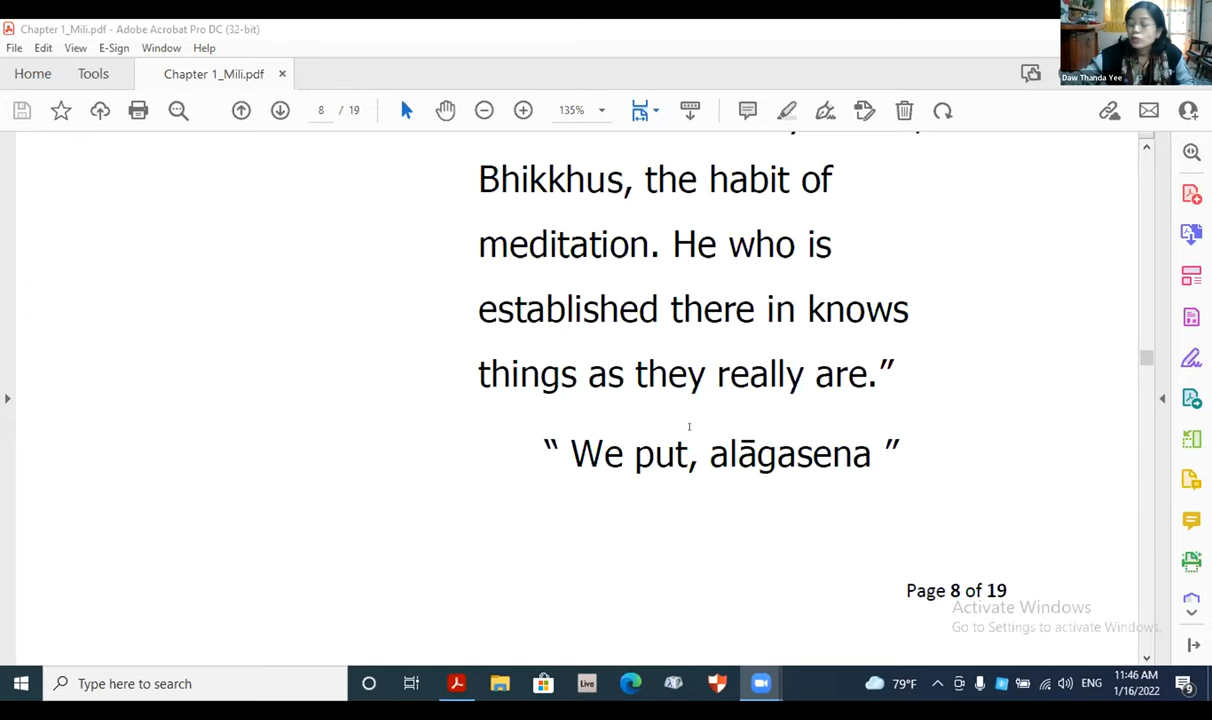 Chapter 1_Mili.pdf - Adobe Acrobat Pro DC (32-bit)
File Edit View E-Sign Window Help
Home Tools Chapter 1_Mili.pdf ×
8 / 19 135%
Bhikkhus, the habit of
meditation. He who is
established there in knows
things as they really are.”
“ We put, alāgasena ”
Page 8 of 19
Activate Windows
Go to Settings to activate Windows.
Daw Thanda Yee
Type here to search
Live
79°F
ENG
11:46 AM
1/16/2022
9